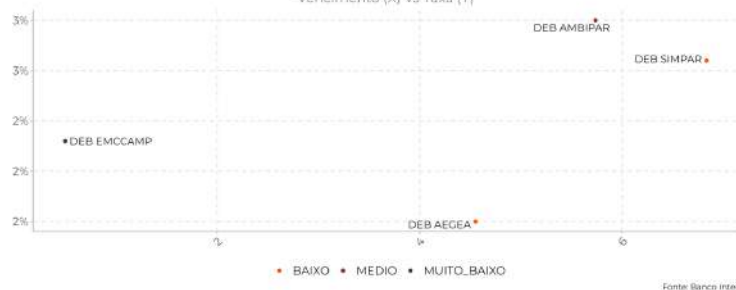 Vencimento (X) vs Taxa (Y)
3%
DEB AMBIPAR
3%
DEB SIMPAR
2%
DEB EMCCAMP
2%
2%
DEB AEGEA
2
4
6
BAIXO MEDIO MUITO_BAIXO
Fonte: Banco Inte